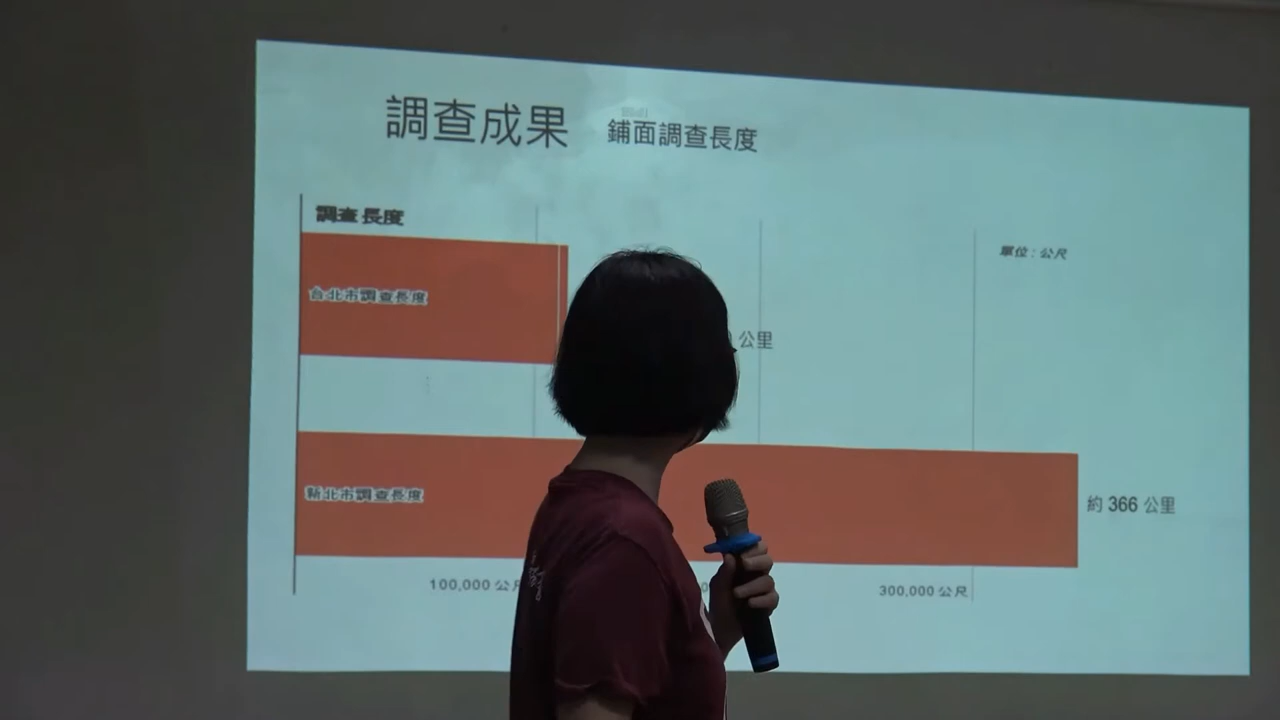 調查成果
鋪面調查長度
調查長度
單位:公尺
台北市調查長度
公里
新北市調查長度
約 366 公里
100,000 公尺
300,000 公尺